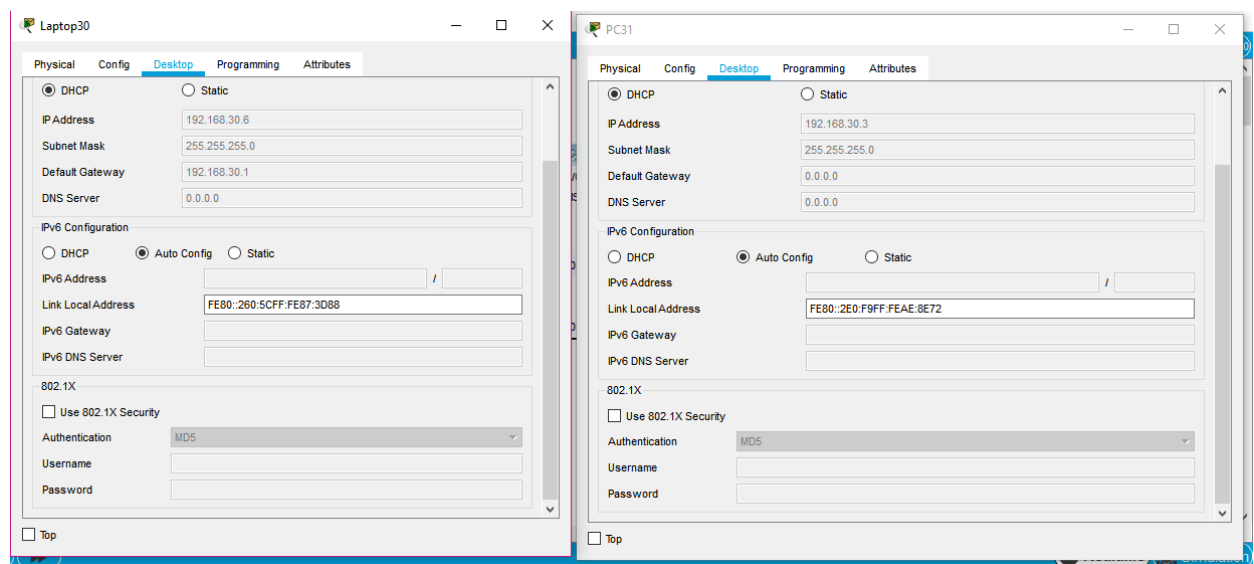 Laptop30
Physical Config Desktop Programming Attributes
DHCP Static
IP Address 192.168.30.6
Subnet Mask 255.255.255.0
Default Gateway 192.168.30.1
DNS Server 0.0.0.0
IPv6 Configuration
DHCP Auto Config Static
IPv6 Address /
Link Local Address FE80::260:5CFF:FE87:3D88
IPv6 Gateway
IPv6 DNS Server
802.1X
Use 802.1X Security
Authentication MD5
Username
Password
Top
PC31
Physical Config Desktop Programming Attributes
DHCP Static
IP Address 192.168.30.3
Subnet Mask 255.255.255.0
Default Gateway 0.0.0.0
DNS Server 0.0.0.0
IPv6 Configuration
DHCP Auto Config Static
IPv6 Address /
Link Local Address FE80::2E0:F9FF:FEAE:8E72
IPv6 Gateway
IPv6 DNS Server
802.1X
Use 802.1X Security
Authentication MD5
Username
Password
Top